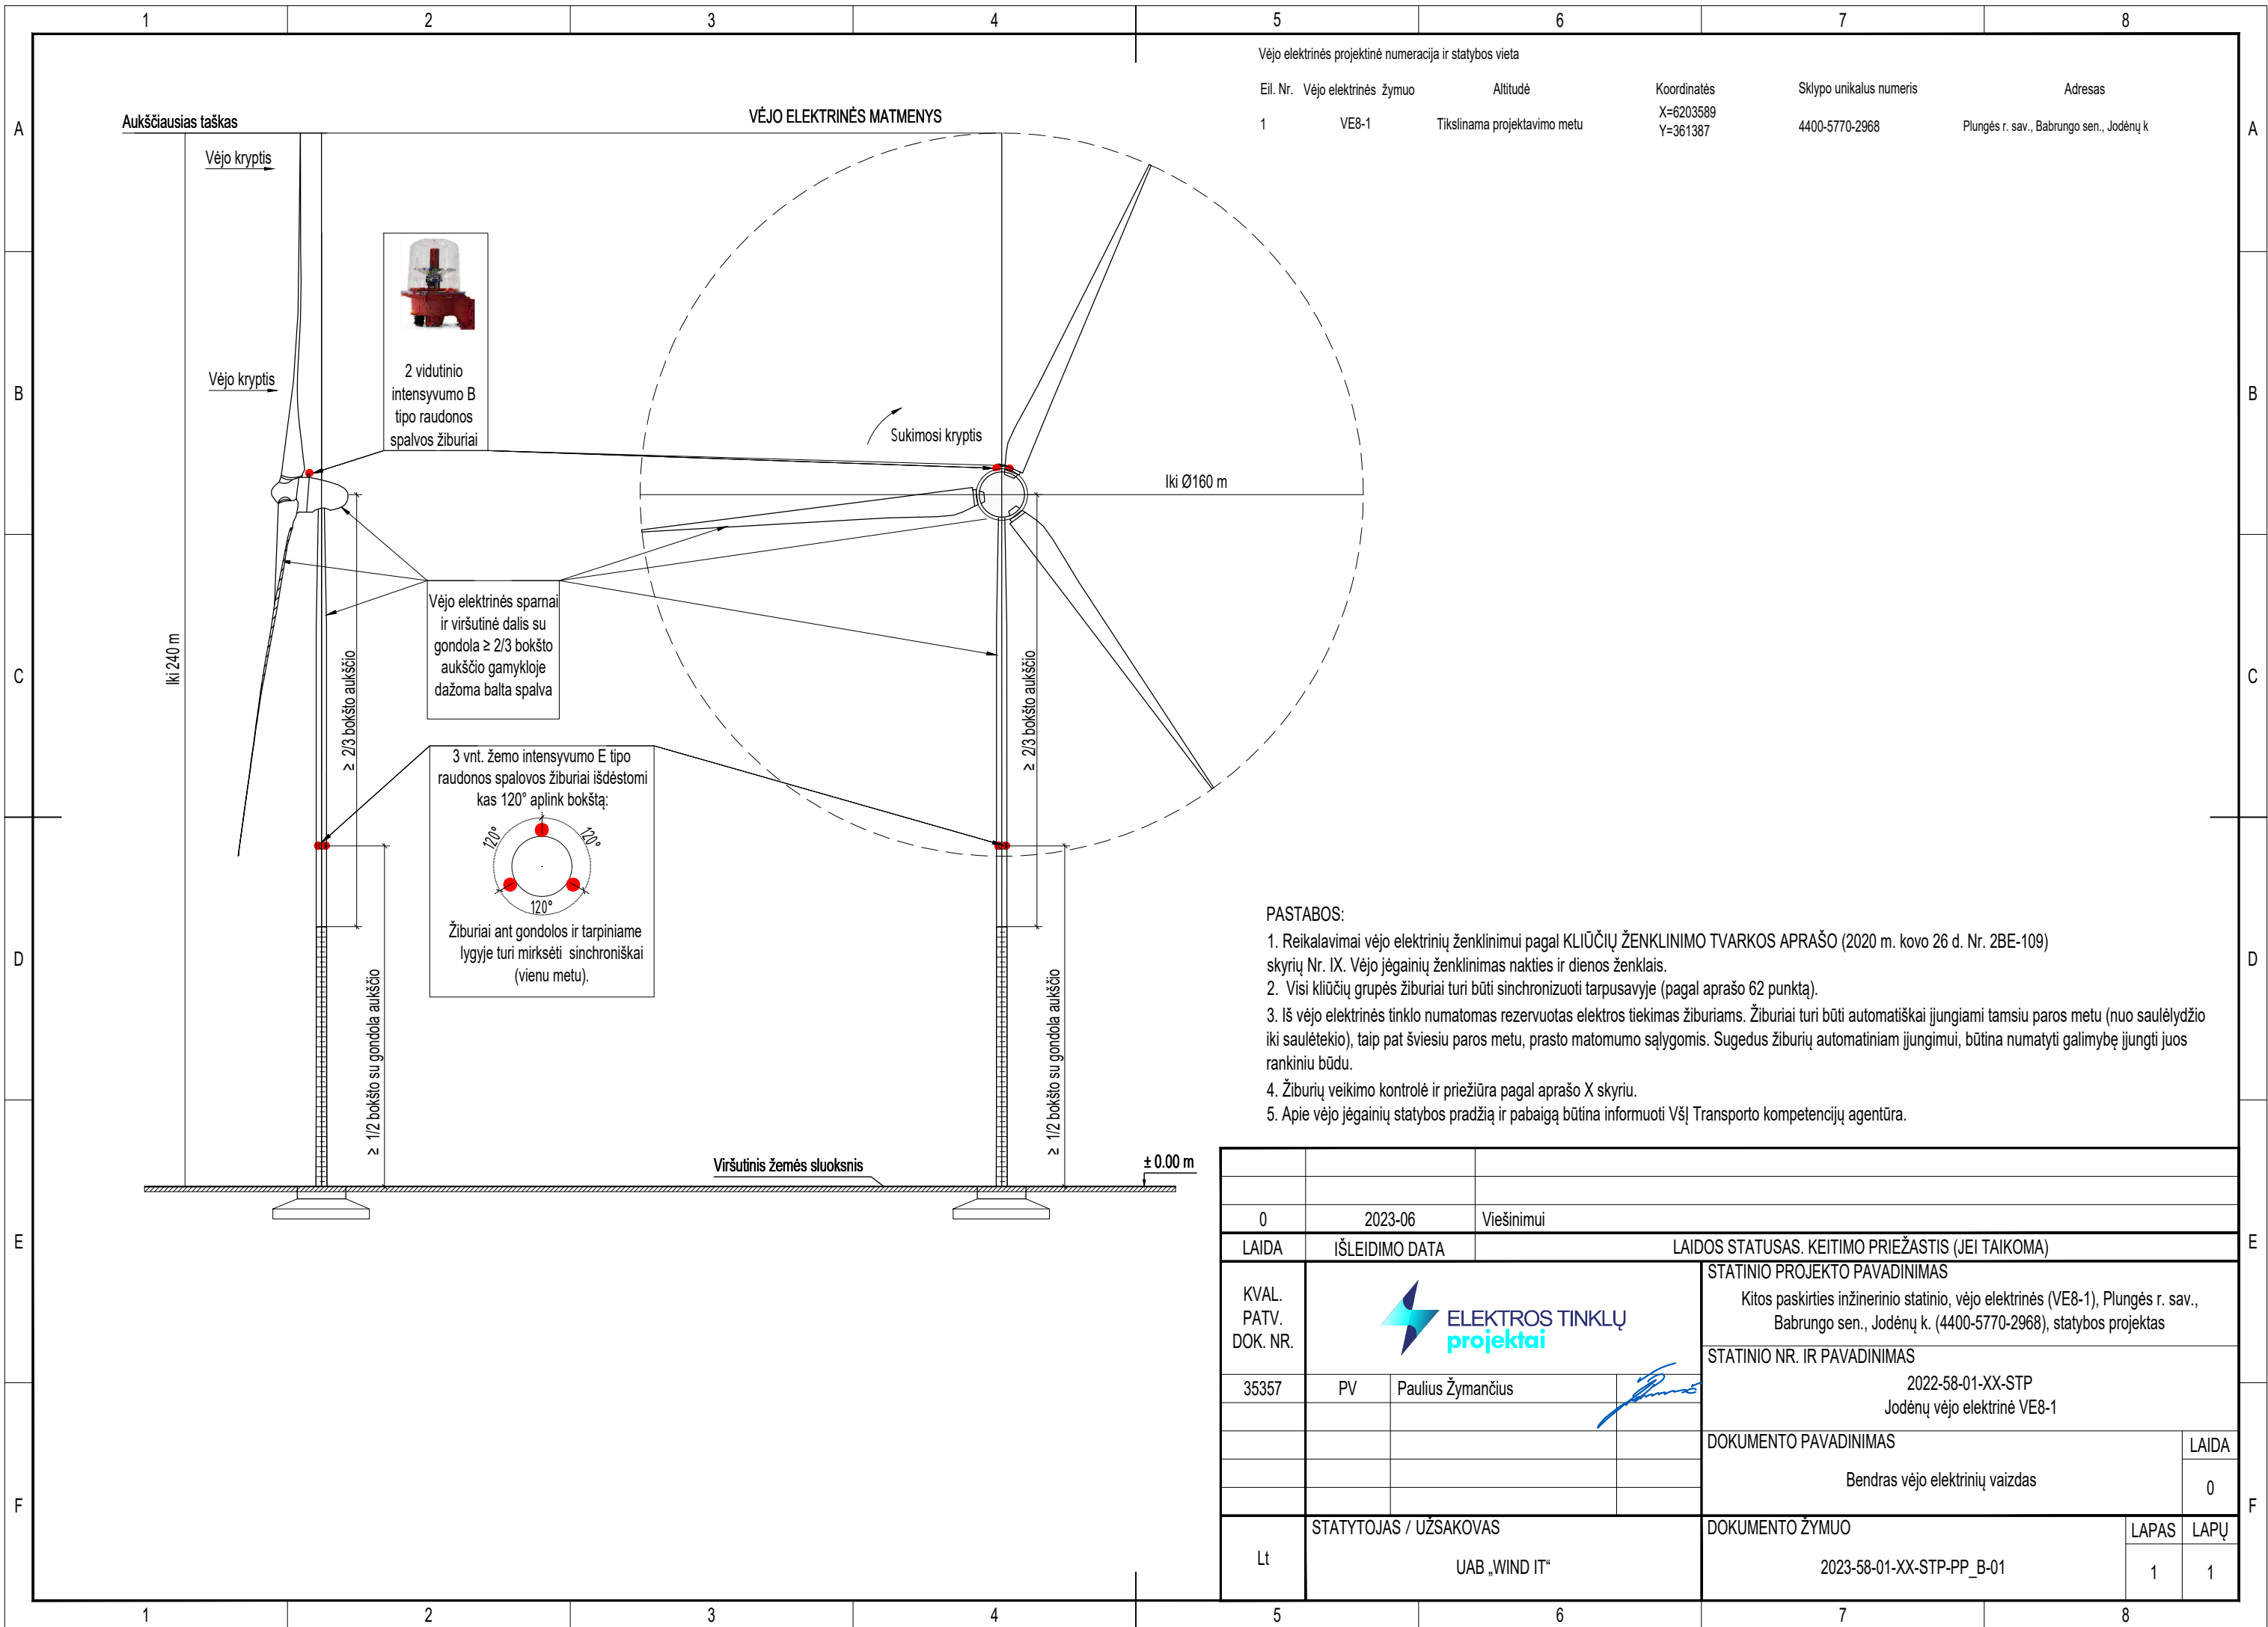 1 2 3 4 5 6 7 8
A
B
C
D
E
F
A
B
C
D
E
F
Vėjo elektrinės projektinė numeracija ir statybos vieta
Eil. Nr. Vėjo elektrinės žymuo Altitudė Koordinatės Sklypo unikalus numeris Adresas
1 VE8-1 Tikslinama projektavimo metu X=6203589 Y=361387 4400-5770-2968 Plungės r. sav., Babrungo sen., Jodėnų k
VĖJO ELEKTRINĖS MATMENYS
Aukščiausias taškas
Vėjo kryptis
Vėjo kryptis
2 vidutinio
intensyvumo B
tipo raudonos
spalvos žiburiai
Sukimosi kryptis
Iki Ø160 m
Iki 240 m
Vėjo elektrinės sparnai
ir viršutinė dalis su
gondola ≥ 2/3 bokšto
aukščio gamykloje
dažoma balta spalva
≥ 2/3 bokšto aukščio
≥ 2/3 bokšto aukščio
3 vnt. žemo intensyvumo E tipo
raudonos spalovos žiburiai išdėstomi
kas 120° aplink bokštą:
120°
120°
120°
Žiburiai ant gondolos ir tarpiniame
lygyje turi mirksėti sinchroniškai
(vienu metu).
≥ 1/2 bokšto su gondola aukščio
≥ 1/2 bokšto su gondola aukščio
Viršutinis žemės sluoksnis
± 0.00 m
PASTABOS:
1. Reikalavimai vėjo elektrinių ženklinimui pagal KLIŪČIŲ ŽENKLINIMO TVARKOS APRAŠO (2020 m. kovo 26 d. Nr. 2BE-109)
skyrių Nr. IX. Vėjo jėgainių ženklinimas nakties ir dienos ženklais.
2. Visi kliūčių grupės žiburiai turi būti sinchronizuoti tarpusavyje (pagal aprašo 62 punktą).
3. Iš vėjo elektrinės tinklo numatomas rezervuotas elektros tiekimas žiburiams. Žiburiai turi būti automatiškai įjungiami tamsiu paros metu (nuo saulėlydžio
iki saulėtekio), taip pat šviesiu paros metu, prasto matomumo sąlygomis. Sugedus žiburių automatiniam įjungimui, būtina numatyti galimybę įjungti juos
rankiniu būdu.
4. Žiburių veikimo kontrolė ir priežiūra pagal aprašo X skyriu.
5. Apie vėjo jėgainių statybos pradžią ir pabaigą būtina informuoti VšĮ Transporto kompetencijų agentūra.
0 2023-06 Viešinimui
LAIDA IŠLEIDIMO DATA LAIDOS STATUSAS. KEITIMO PRIEŽASTIS (JEI TAIKOMA)
KVAL.
PATV.
DOK. NR.
ELEKTROS TINKLŲ
projektai
STATINIO PROJEKTO PAVADINIMAS
Kitos paskirties inžinerinio statinio, vėjo elektrinės (VE8-1), Plungės r. sav.,
Babrungo sen., Jodėnų k. (4400-5770-2968), statybos projektas
STATINIO NR. IR PAVADINIMAS
2022-58-01-XX-STP
Jodėnų vėjo elektrinė VE8-1
35357 PV Paulius Žymančius
DOKUMENTO PAVADINIMAS LAIDA
Bendras vėjo elektrinių vaizdas 0
STATYTOJAS / UŽSAKOVAS DOKUMENTO ŽYMUO LAPAS LAPŲ
Lt UAB „WIND IT“ 2023-58-01-XX-STP-PP_B-01 1 1
1 2 3 4 5 6 7 8